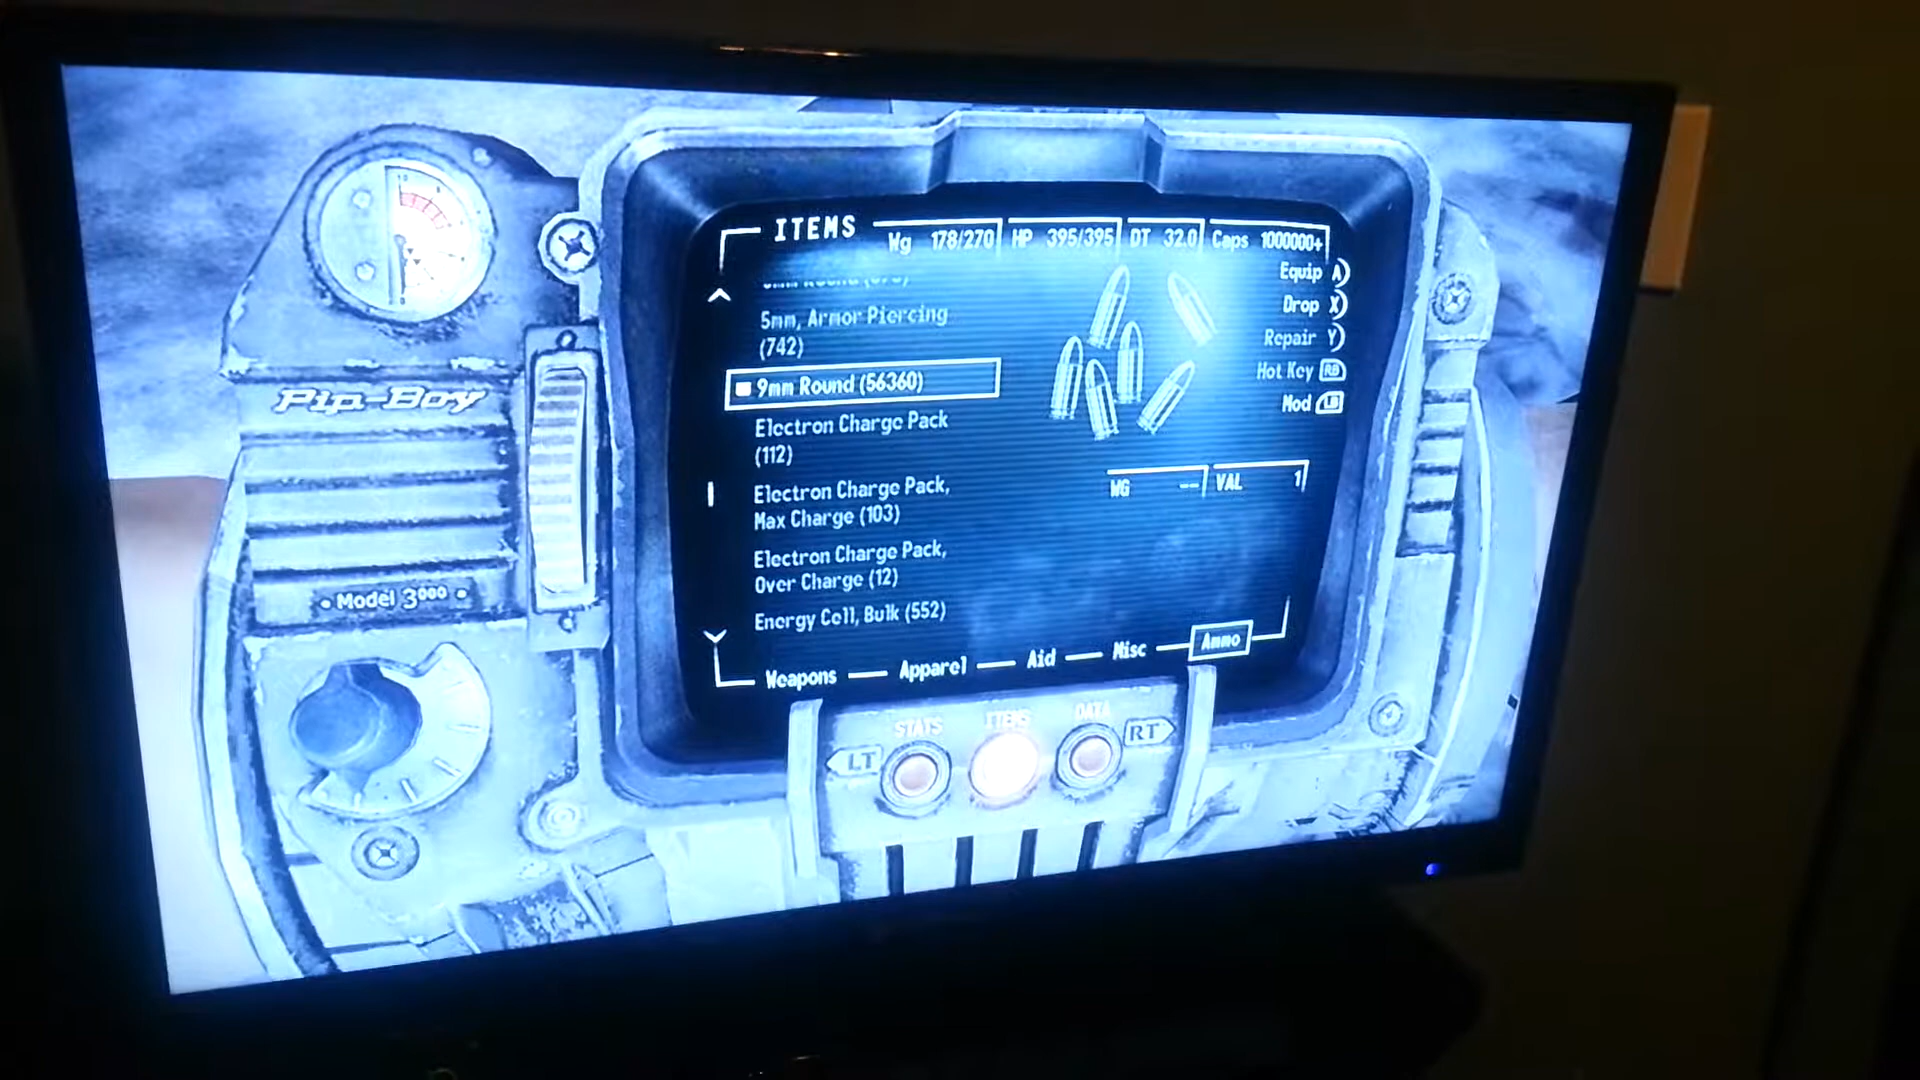 ITEMS
Wg 178/270 HP 395/395 DT 32.0 Caps 1000000+
5mm, Armor Piercing
(742)
9mm Round (56360)
Electron Charge Pack
(112)
Electron Charge Pack,
Max Charge (103)
Electron Charge Pack,
Over Charge (12)
Energy Cell, Bulk (552)
Equip A)
Drop X)
Repair Y)
Hot Key RB
Mod LB
WG -- VAL 1
Weapons Apparel Aid Misc Ammo
Pip-Boy
• Model 3000 •
STATS ITEMS DATA
LT RT